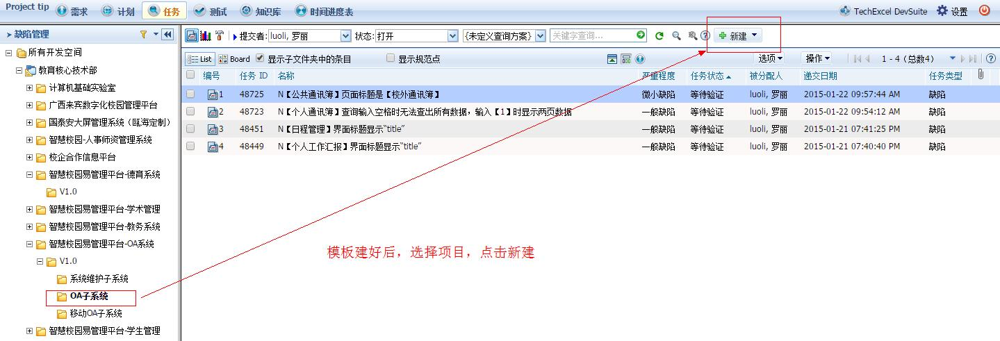 Project tip 需求 计划 任务 测试 知识库 时间进度表 TechExcel DevSuite 设置
缺陷管理
提交者: luoli, 罗丽 状态: 打开 {未定义查询方案} 关键字查询... 新建
List Board 显示子文件夹中的条目 显示规范点 选项 操作 1 - 4 (总数4)
编号 任务 ID 名称 严重程度 任务状态 被分配人 递交日期 任务类型
1 48725 N【公共通讯簿】页面标题是【校外通讯簿】 微小缺陷 等待验证 luoli, 罗丽 2015-01-22 09:57:44 AM 缺陷
2 48723 N【个人通讯簿】查询输入空格时无法查出所有数据，输入【1】时显示两页数据 一般缺陷 等待验证 luoli, 罗丽 2015-01-22 09:54:12 AM 缺陷
3 48451 N【日程管理】界面标题显示“title” 一般缺陷 等待验证 luoli, 罗丽 2015-01-21 07:41:25 PM 缺陷
4 48449 N【个人工作汇报】界面标题显示“title” 一般缺陷 等待验证 luoli, 罗丽 2015-01-21 07:40:40 PM 缺陷
所有开发空间
教育核心技术部
计算机基础实验室
广西来宾数字化校园管理平台
国泰安大屏管理系统（瓯海定制）
智慧校园-人事师资管理系统
校企合作信息平台
智慧校园易管理平台-德育系统
V1.0
智慧校园易管理平台-学术管理
智慧校园易管理平台-教务系统
智慧校园易管理平台-OA系统
V1.0
系统维护子系统
OA子系统
移动OA子系统
智慧校园易管理平台-学生管理
模板建好后，选择项目，点击新建